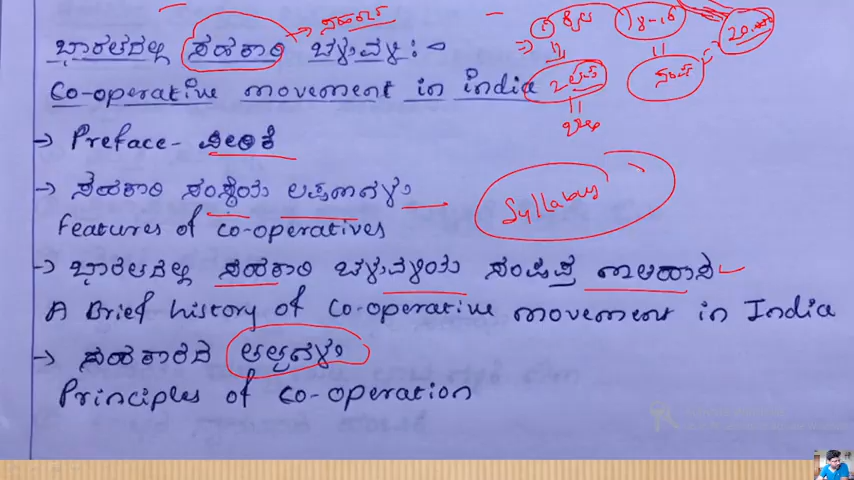 ಭಾರತದಲ್ಲಿ ಸಹಕಾರಿ ಚಳುವಳಿ :-
Co-operative movement in India
→ Preface - ಪೀಠಿಕೆ
→ ಸಹಕಾರಿ ಸಂಸ್ಥೆಯ ಲಕ್ಷಣಗಳು
Syllabus
Features of co-operatives
→ ಭಾರತದಲ್ಲಿ ಸಹಕಾರಿ ಚಳುವಳಿಯ ಸಂಕ್ಷಿಪ್ತ ಇತಿಹಾಸ
A Brief history of Co-operative movement in India
→ ಸಹಕಾರದ ತತ್ವಗಳು
Principles of Co-operation